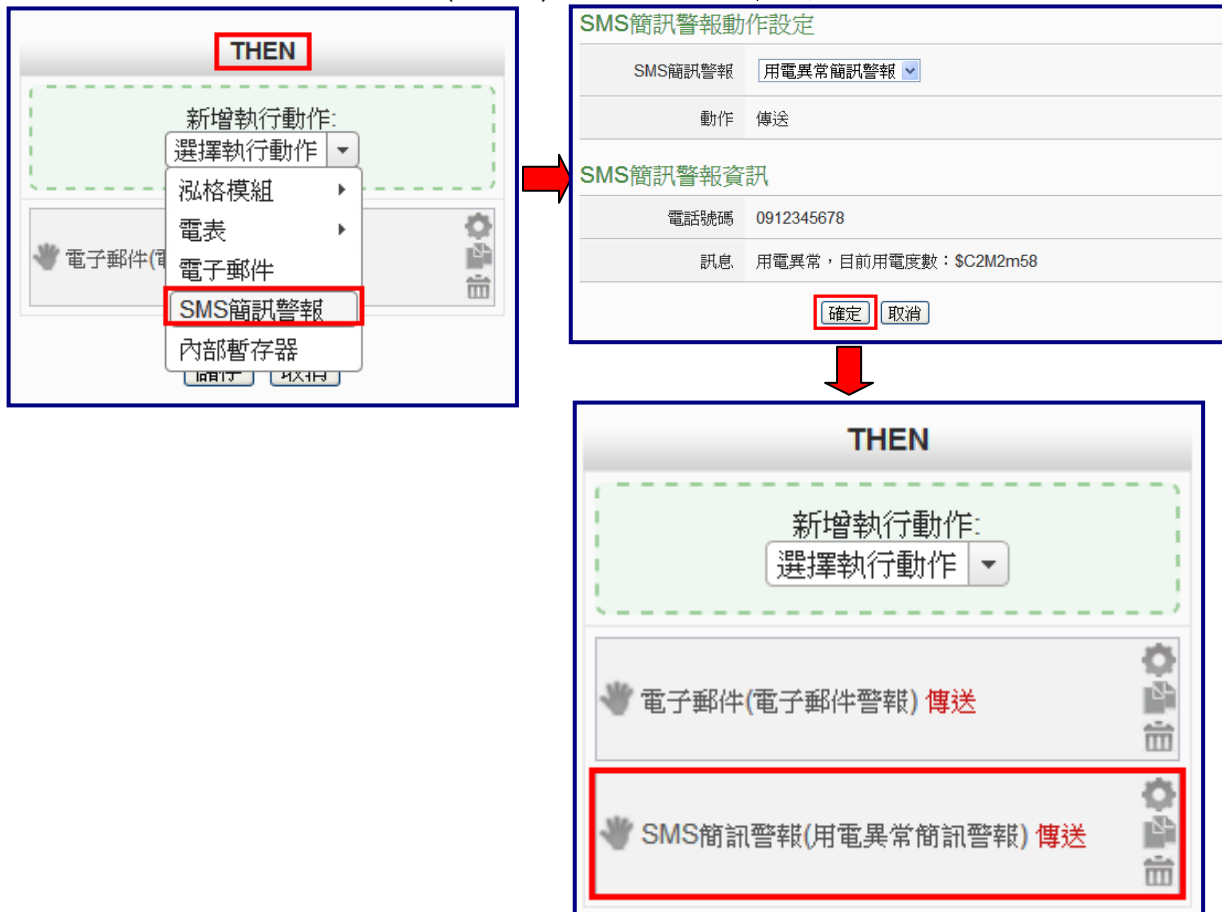 THEN
新增執行動作:
選擇執行動作
泓格模組
電表
電子郵件
SMS簡訊警報
內部暫存器
電子郵件(
取消
SMS簡訊警報動作設定
SMS簡訊警報 用電異常簡訊警報
動作 傳送
SMS簡訊警報資訊
電話號碼 0912345678
訊息 用電異常，目前用電度數：$C2M2m58
確定 取消
THEN
新增執行動作:
選擇執行動作
電子郵件(電子郵件警報) 傳送
SMS簡訊警報(用電異常簡訊警報) 傳送